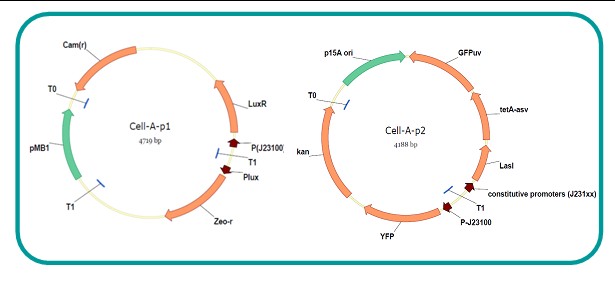 Cam(r)
T0
LuxR
Cell-A-p1
4719 bp
P(J23100)
T1
Plux
pMB1
T1
Zeo-r
p15A ori
GFPuv
T0
tetA-asv
Cell-A-p2
4188 bp
kan
LasI
constitutive promoters (J231xx)
T1
P-J23100
YFP